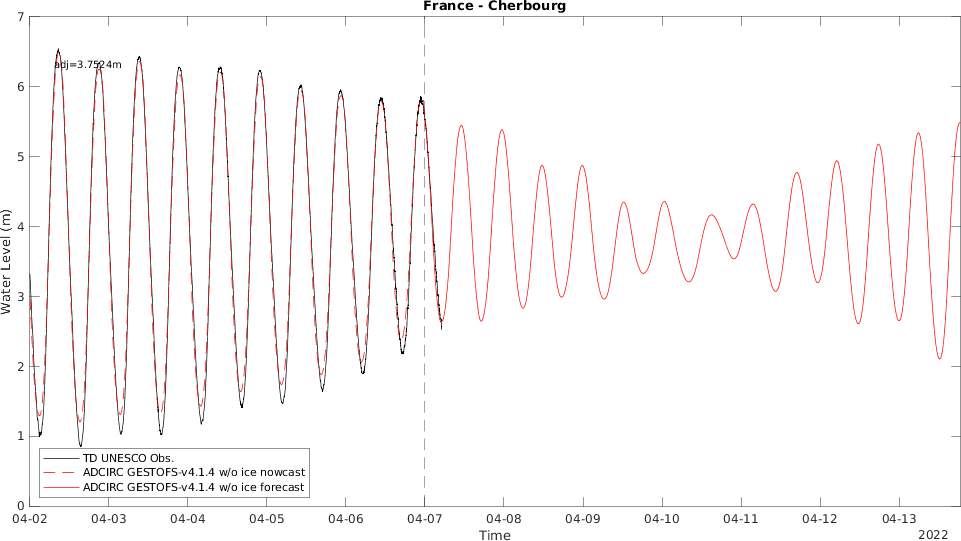 France - Cherbourg
7
6
5
4
3
2
1
0
Water Level (m)
adj=3.7524m
TD UNESCO Obs.
ADCIRC GESTOFS-v4.1.4 w/o ice nowcast
ADCIRC GESTOFS-v4.1.4 w/o ice forecast
04-02 04-03 04-04 04-05 04-06 04-07 04-08 04-09 04-10 04-11 04-12 04-13
Time
2022